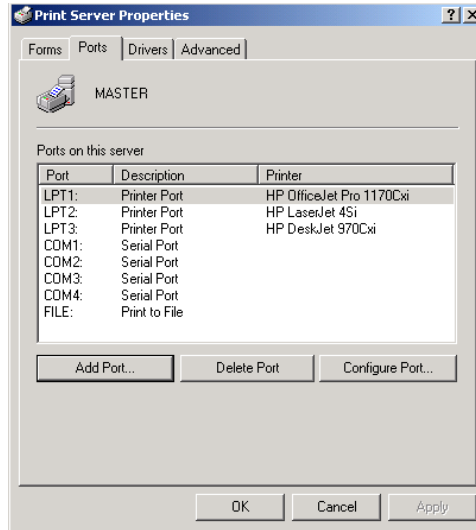 Print Server Properties
Forms Ports Drivers Advanced
MASTER
Ports on this server
Port Description Printer
LPT1: Printer Port HP OfficeJet Pro 1170Cxi
LPT2: Printer Port HP LaserJet 4Si
LPT3: Printer Port HP DeskJet 970Cxi
COM1: Serial Port
COM2: Serial Port
COM3: Serial Port
COM4: Serial Port
FILE: Print to File
Add Port... Delete Port Configure Port...
OK Cancel Apply